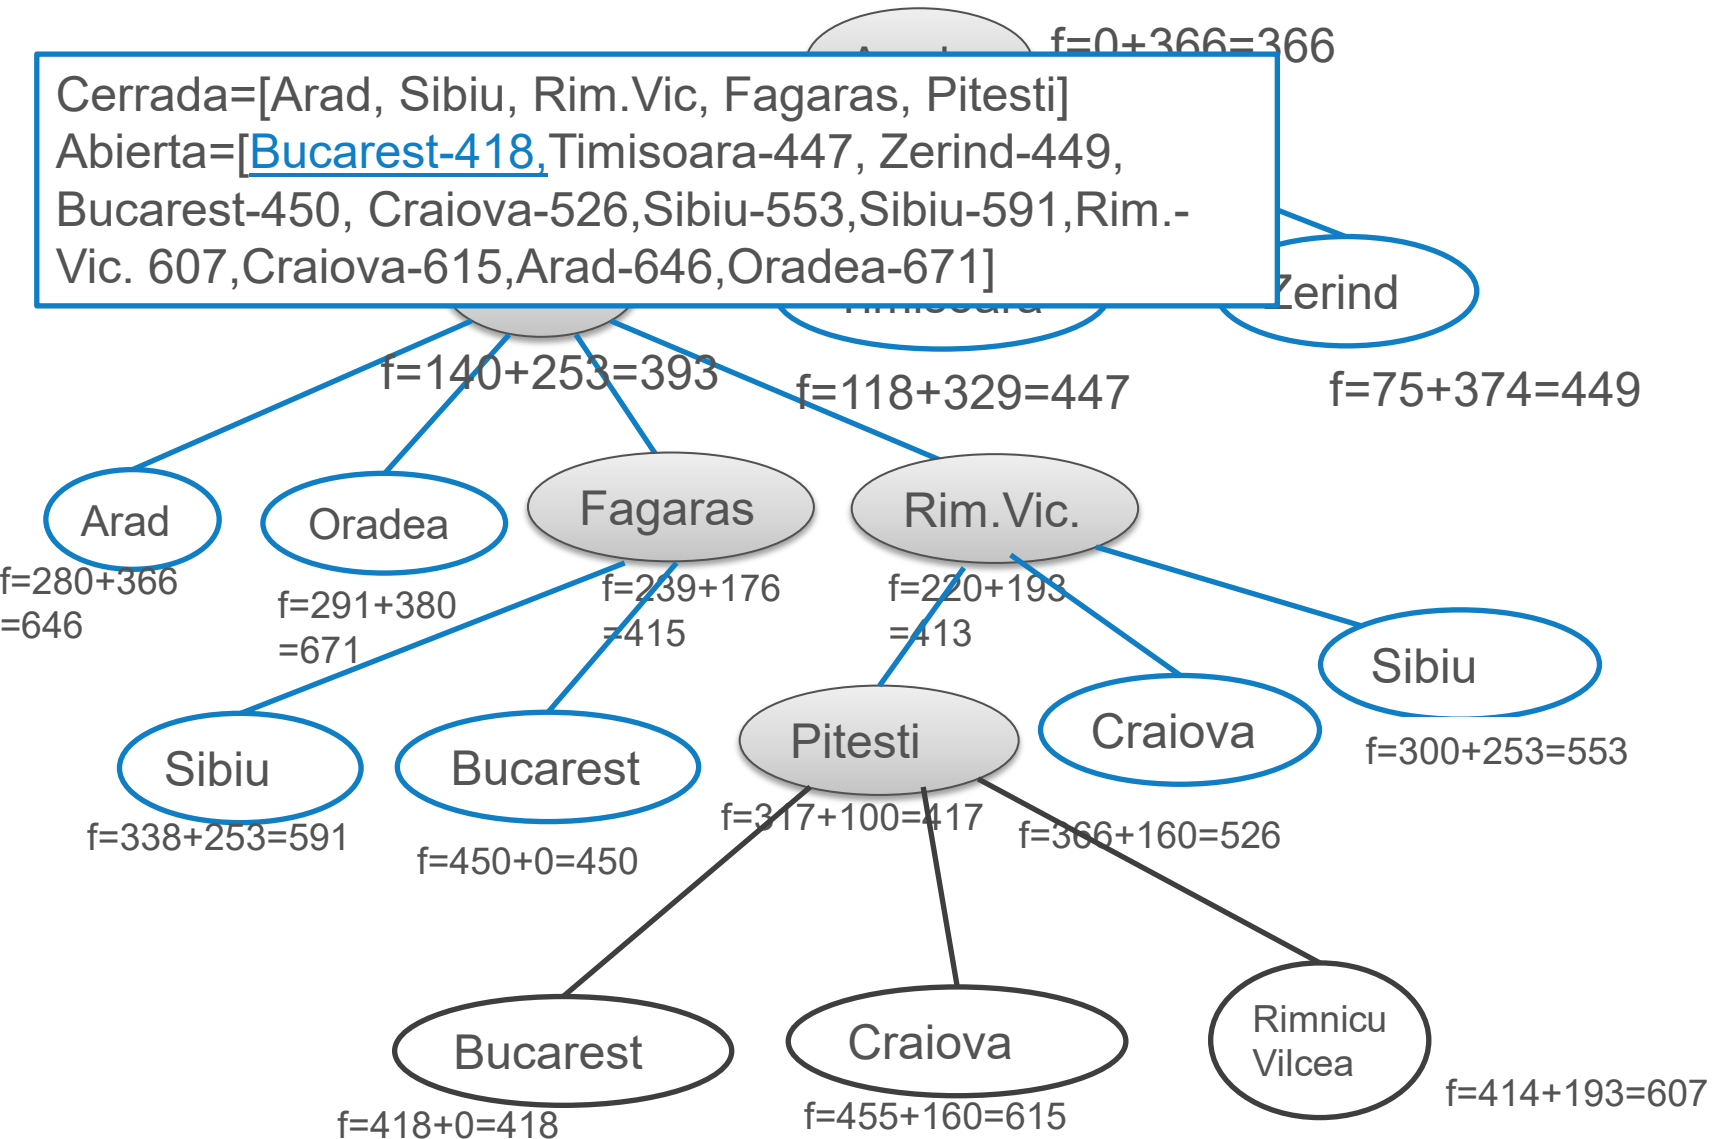 f=0+366=366
Cerrada=[Arad, Sibiu, Rim.Vic, Fagaras, Pitesti]
Abierta=[Bucarest-418,Timisoara-447, Zerind-449,
Bucarest-450, Craiova-526,Sibiu-553,Sibiu-591,Rim.-
Vic. 607,Craiova-615,Arad-646,Oradea-671]
Timisoara
Zerind
f=140+253=393
f=118+329=447
f=75+374=449
Arad
Oradea
Fagaras
Rim.Vic.
f=280+366
=646
f=291+380
=671
f=239+176
=415
f=220+193
=413
Sibiu
Bucarest
Pitesti
Craiova
Sibiu
f=338+253=591
f=450+0=450
f=317+100=417
f=366+160=526
f=300+253=553
Bucarest
Craiova
Rimnicu
Vilcea
f=418+0=418
f=455+160=615
f=414+193=607